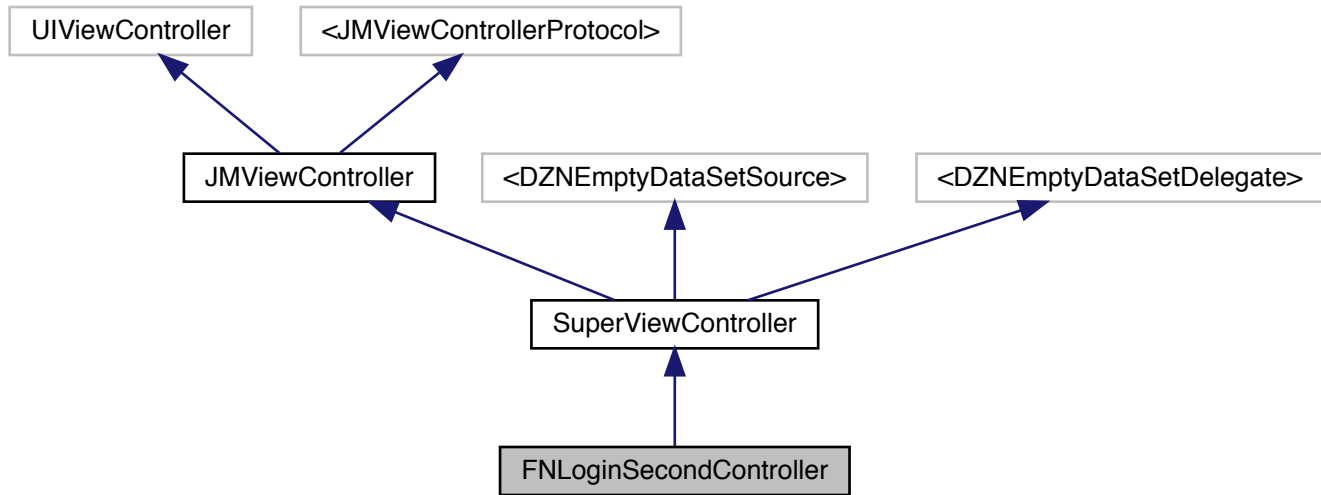 UIViewController
<JMViewControllerProtocol>
JMViewController
<DZNEmptyDataSetSource>
<DZNEmptyDataSetDelegate>
SuperViewController
FNLoginSecondController